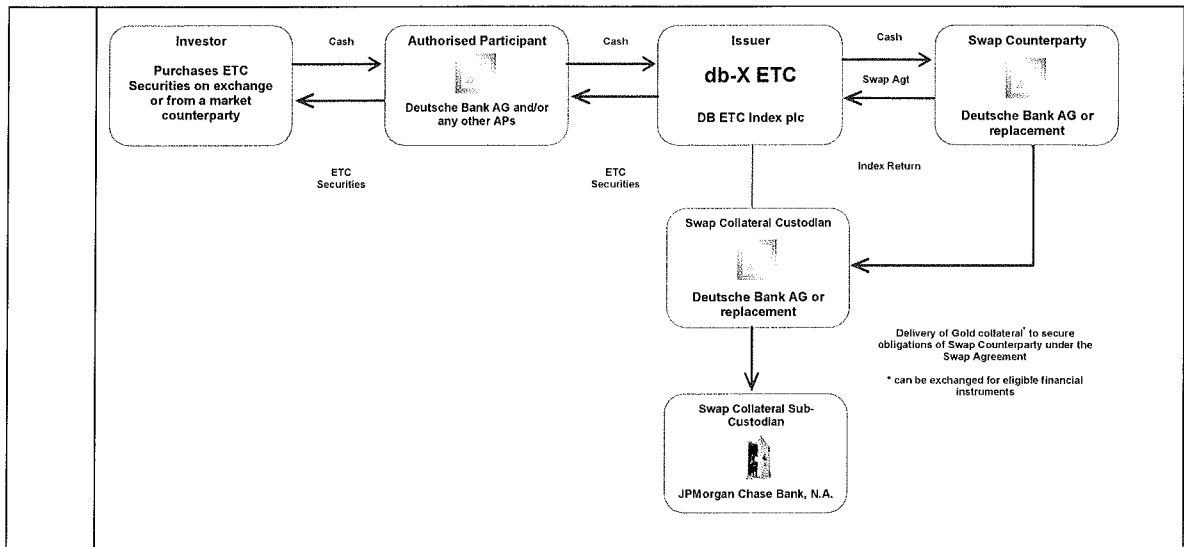 Investor
Purchases ETC
Securities on exchange
or from a market
counterparty
Cash
Authorised Participant
Deutsche Bank AG and/or
any other APs
Cash
Issuer
db-X ETC
DB ETC Index plc
Cash
Swap Agt
Swap Counterparty
Deutsche Bank AG or
replacement
ETC
Securities
ETC
Securities
Index Return
Swap Collateral Custodian
Deutsche Bank AG or
replacement
Delivery of Gold collateral* to secure
obligations of Swap Counterparty under the
Swap Agreement
* can be exchanged for eligible financial
instruments
Swap Collateral Sub-
Custodian
JPMorgan Chase Bank, N.A.